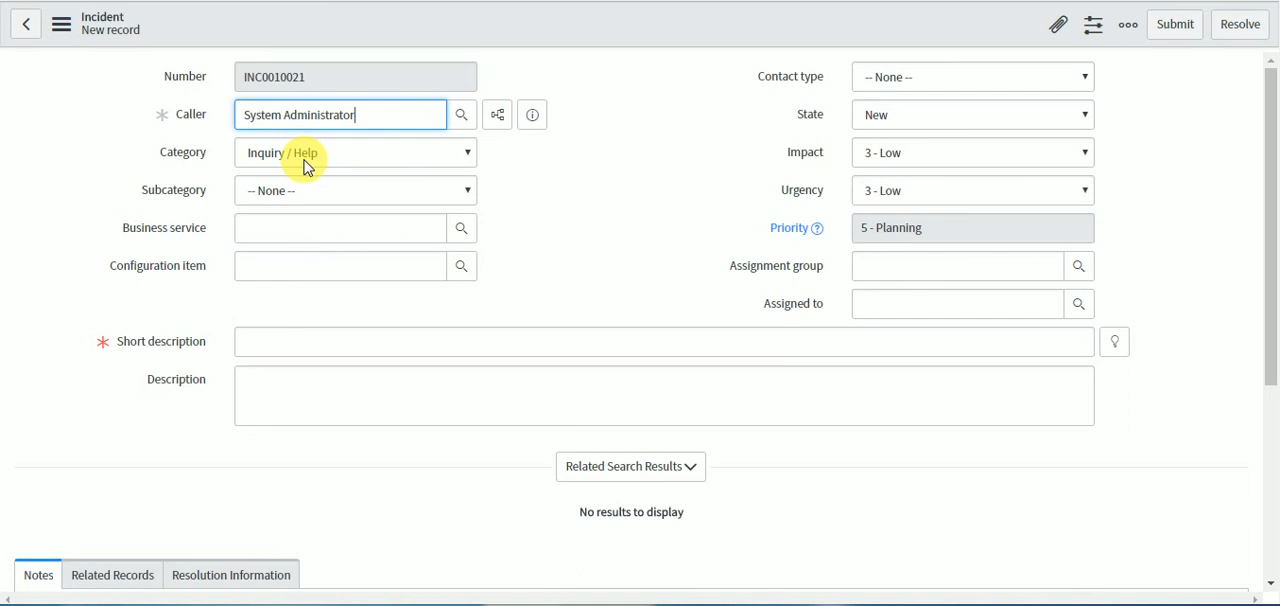 Incident
New record
Submit
Resolve
Number
INC0010021
Contact type
-- None --
Caller
System Administrator
State
New
Category
Inquiry / Help
Impact
3 - Low
Subcategory
-- None --
Urgency
3 - Low
Business service
Priority
5 - Planning
Configuration item
Assignment group
Assigned to
Short description
Description
Related Search Results
No results to display
Notes
Related Records
Resolution Information